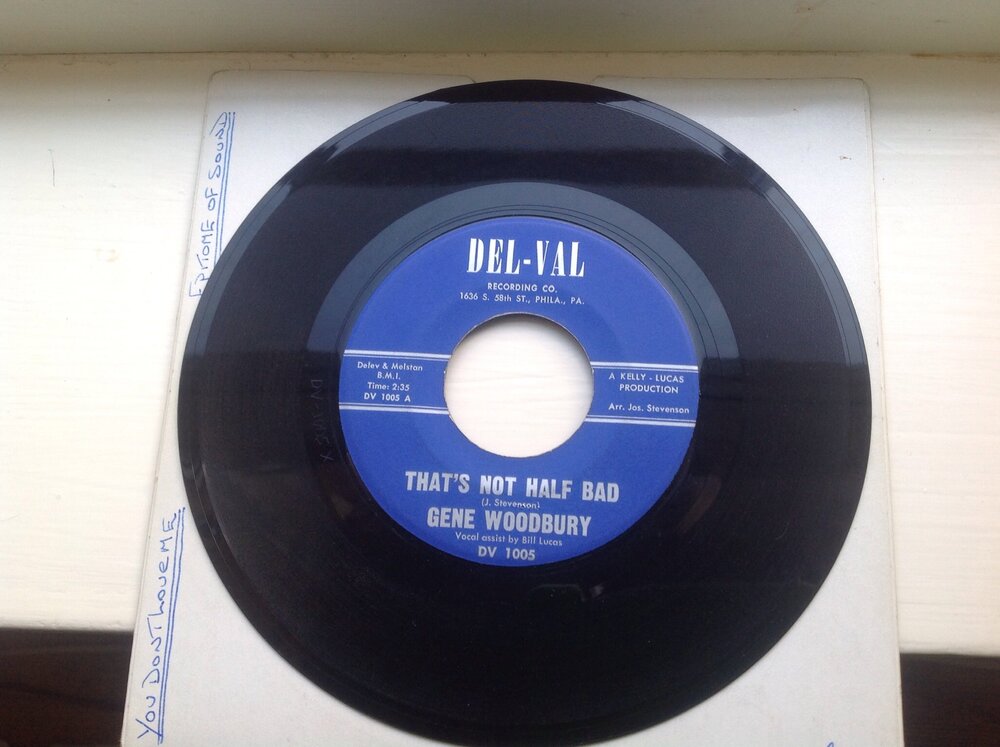 EPITOME OF SOUND
YOU DONT LOVE ME
DEL-VAL
RECORDING CO.
1636 S. 58th ST., PHILA., PA.
Delev & Melstan
B.M.I.
Time: 2:35
DV 1005 A
A KELLY - LUCAS
PRODUCTION
Arr. Jos. Stevenson
THAT'S NOT HALF BAD
(J. Stevenson)
GENE WOODBURY
Vocal assist by Bill Lucas
DV 1005